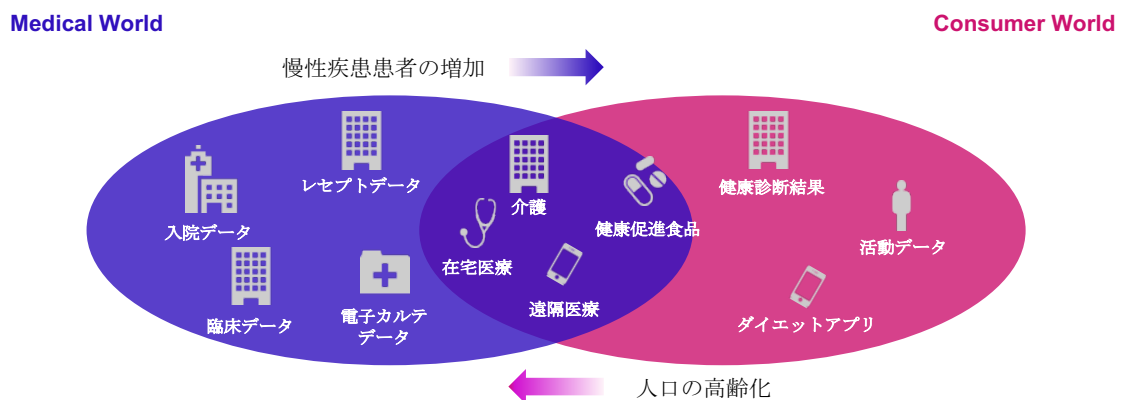 Medical World
Consumer World
慢性疾患患者の増加
レセプトデータ
入院データ
臨床データ
電子カルテ
データ
介護
在宅医療
遠隔医療
健康促進食品
健康診断結果
活動データ
ダイエットアプリ
人口の高齢化